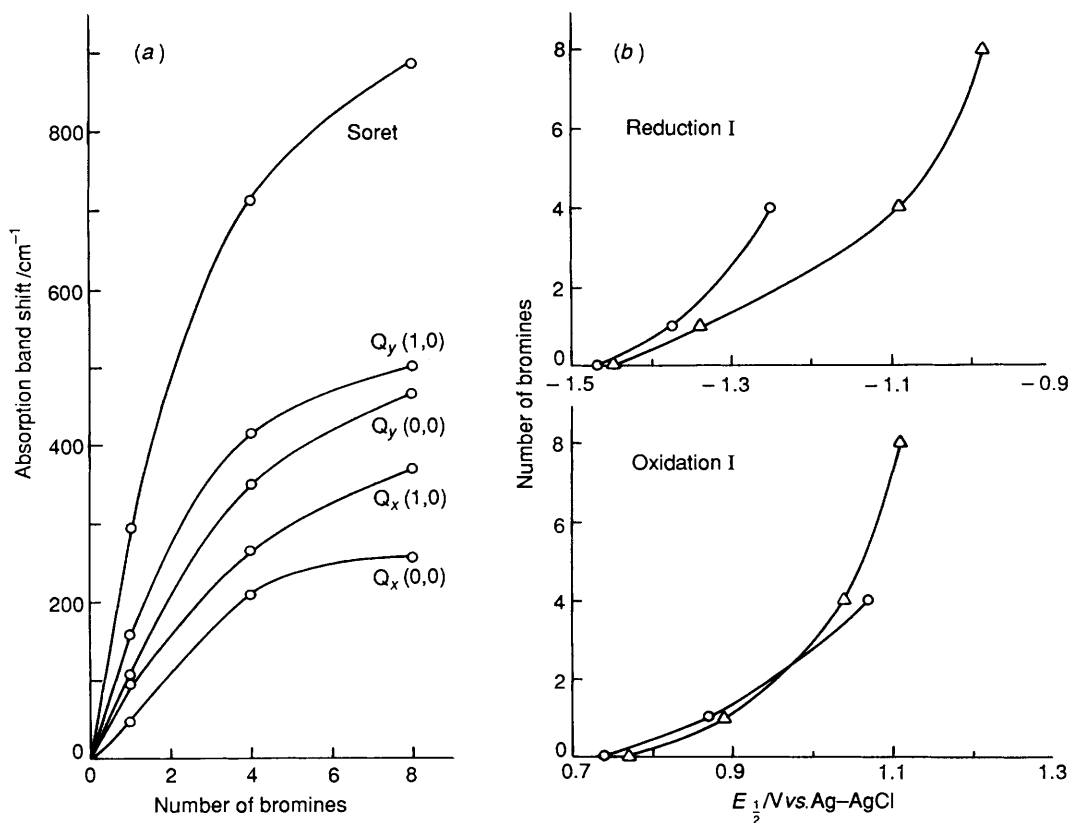 (a)
800
600
400
200
0
0 2 4 6 8
Absorption band shift/cm⁻¹
Number of bromines
Soret
Qy(1,0)
Qy(0,0)
Qx(1,0)
Qx(0,0)
(b)
8
6
4
2
0
Reduction I
−1.5 −1.3 −1.1 −0.9
Number of bromines
8
6
4
2
0
Oxidation I
0.7 0.9 1.1 1.3
E½/V vs. Ag–AgCl